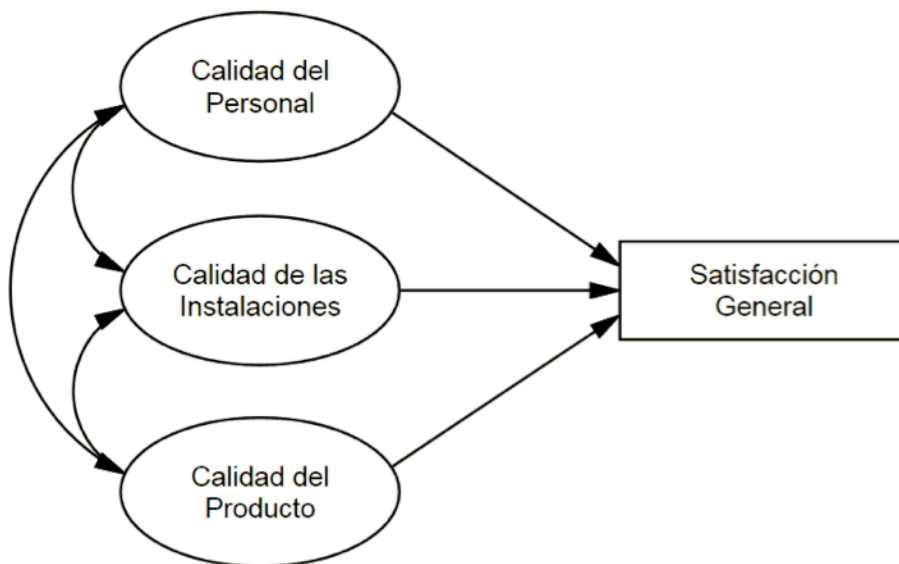 Calidad del
Personal
Calidad de las
Instalaciones
Satisfacción
General
Calidad del
Producto